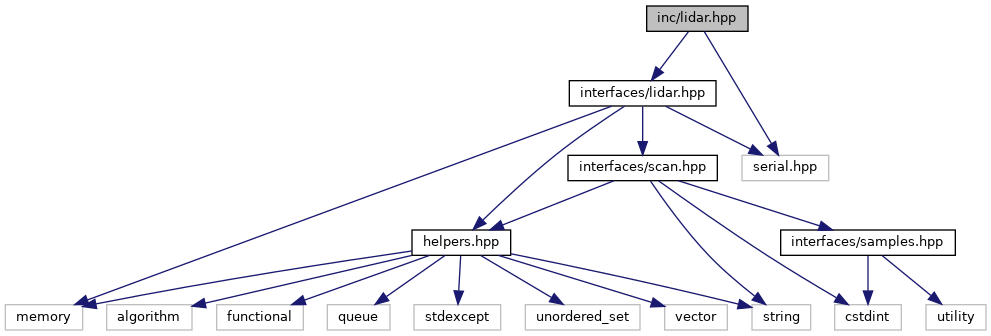 inc/lidar.hpp
interfaces/lidar.hpp
interfaces/scan.hpp
serial.hpp
helpers.hpp
interfaces/samples.hpp
memory
algorithm
functional
queue
stdexcept
unordered_set
vector
string
cstdint
utility